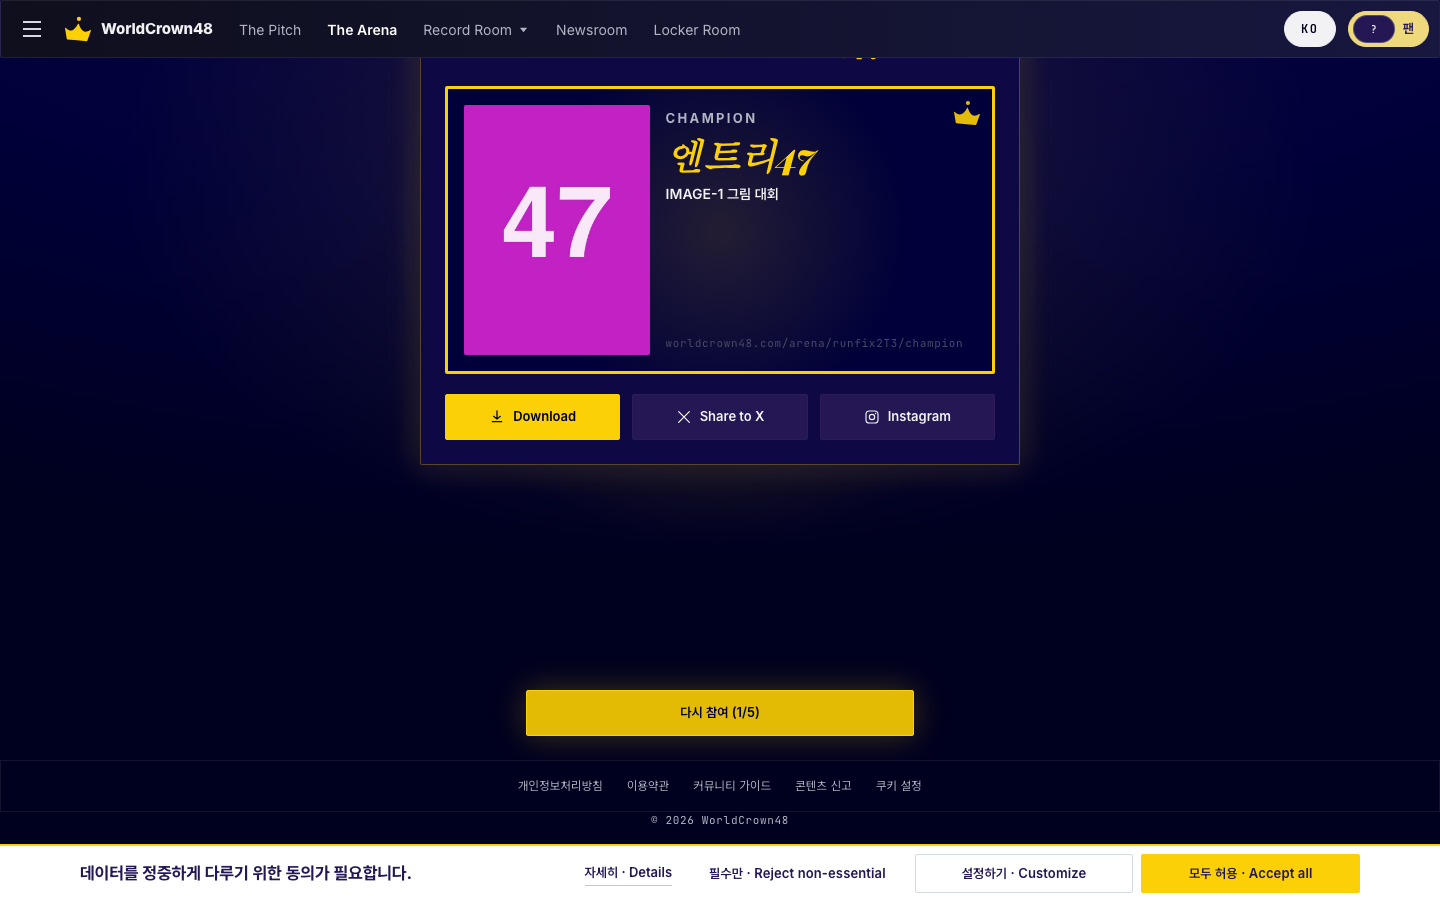 WorldCrown48
The Pitch
The Arena
Record Room
Newsroom
Locker Room
KO
?
팬
47
CHAMPION
엔트리47
IMAGE-1 그림 대회
worldcrown48.com/arena/runfix2T3/champion
Download
Share to X
Instagram
다시 참여 (1/5)
개인정보처리방침
이용약관
커뮤니티 가이드
콘텐츠 신고
쿠키 설정
© 2026 WorldCrown48
데이터를 정중하게 다루기 위한 동의가 필요합니다.
자세히 · Details
필수만 · Reject non-essential
설정하기 · Customize
모두 허용 · Accept all